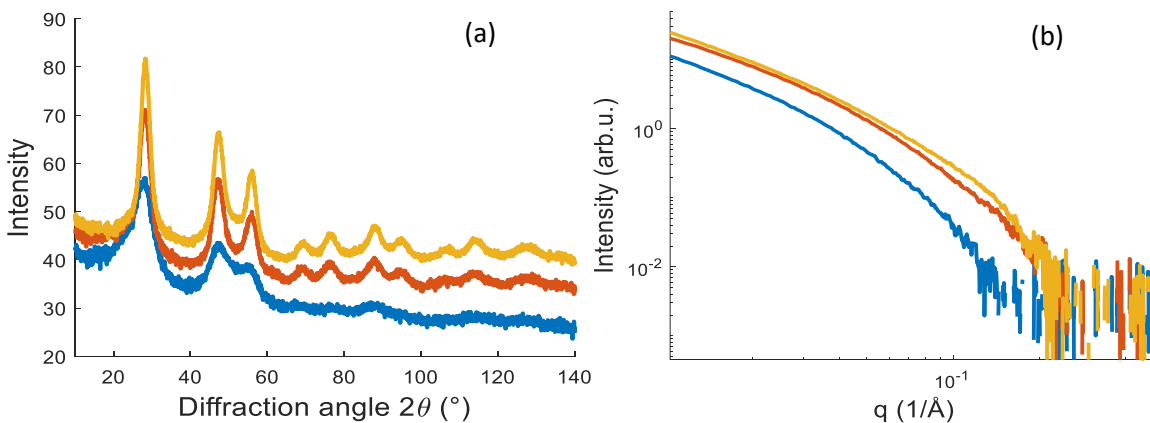 (a)
90
80
70
60
50
40
30
20
Intensity
20 40 60 80 100 120 140
Diffraction angle 2θ (°)
(b)
10⁰
10⁻²
Intensity (arb.u.)
10⁻¹
q (1/Å)